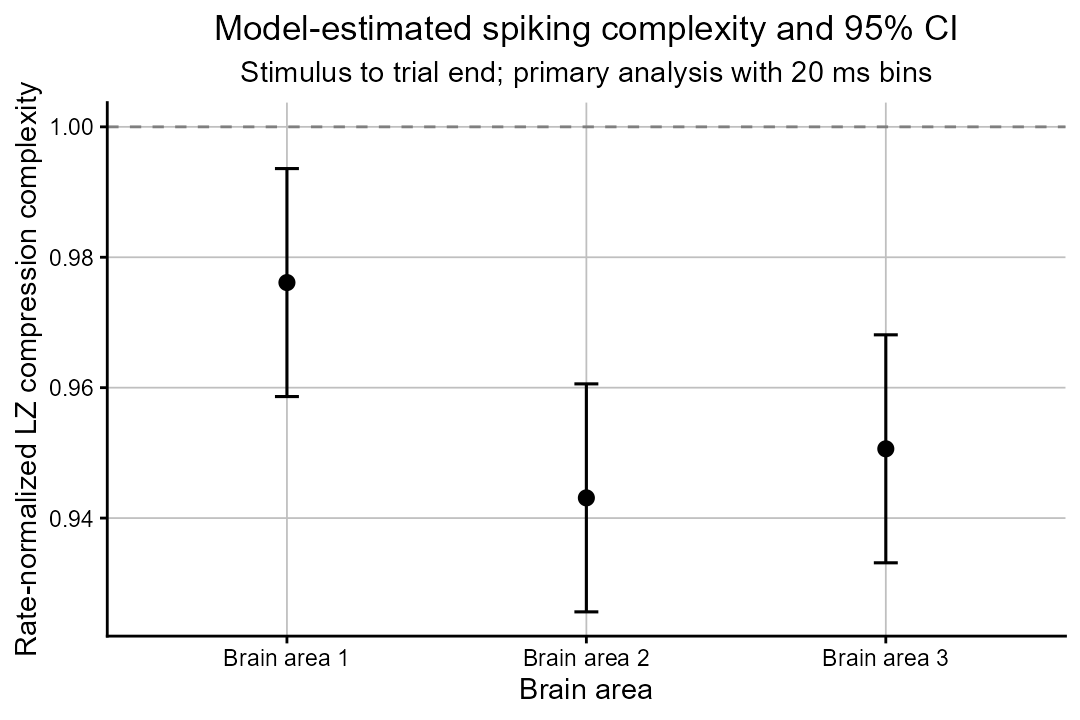 Model-estimated spiking complexity and 95% CI
Stimulus to trial end; primary analysis with 20 ms bins
Rate-normalized LZ compression complexity
1.00
0.98
0.96
0.94
Brain area 1
Brain area 2
Brain area 3
Brain area